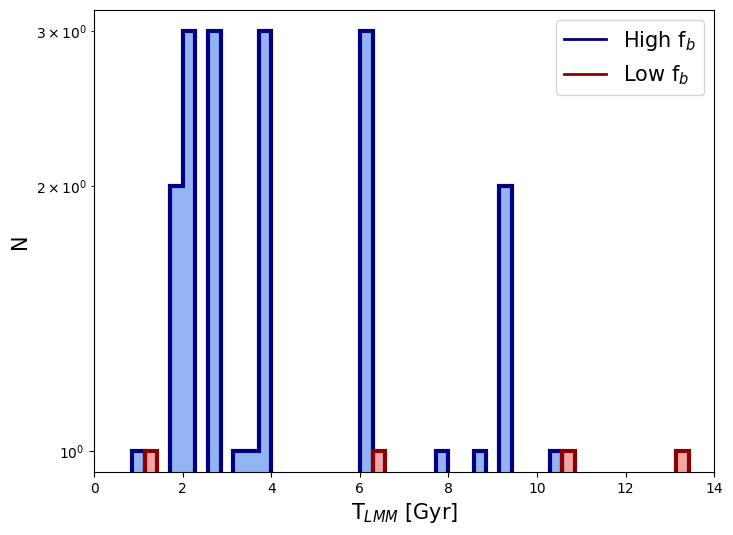 High f_b
Low f_b
3 × 10⁰
2 × 10⁰
10⁰
N
0 2 4 6 8 10 12 14
T_LMM [Gyr]